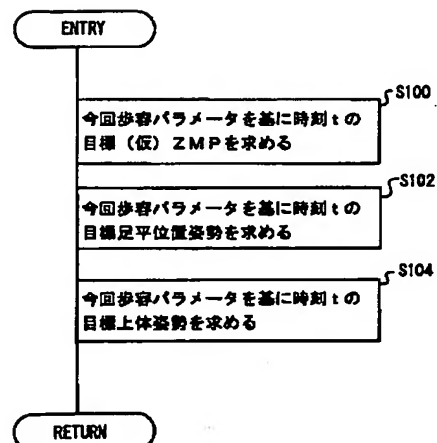 ENTRY
S100
今回歩容パラメータを基に時刻tの
目標(仮)ZMPを求める
S102
今回歩容パラメータを基に時刻tの
目標足平位置姿勢を求める
S104
今回歩容パラメータを基に時刻tの
目標上体姿勢を求める
RETURN